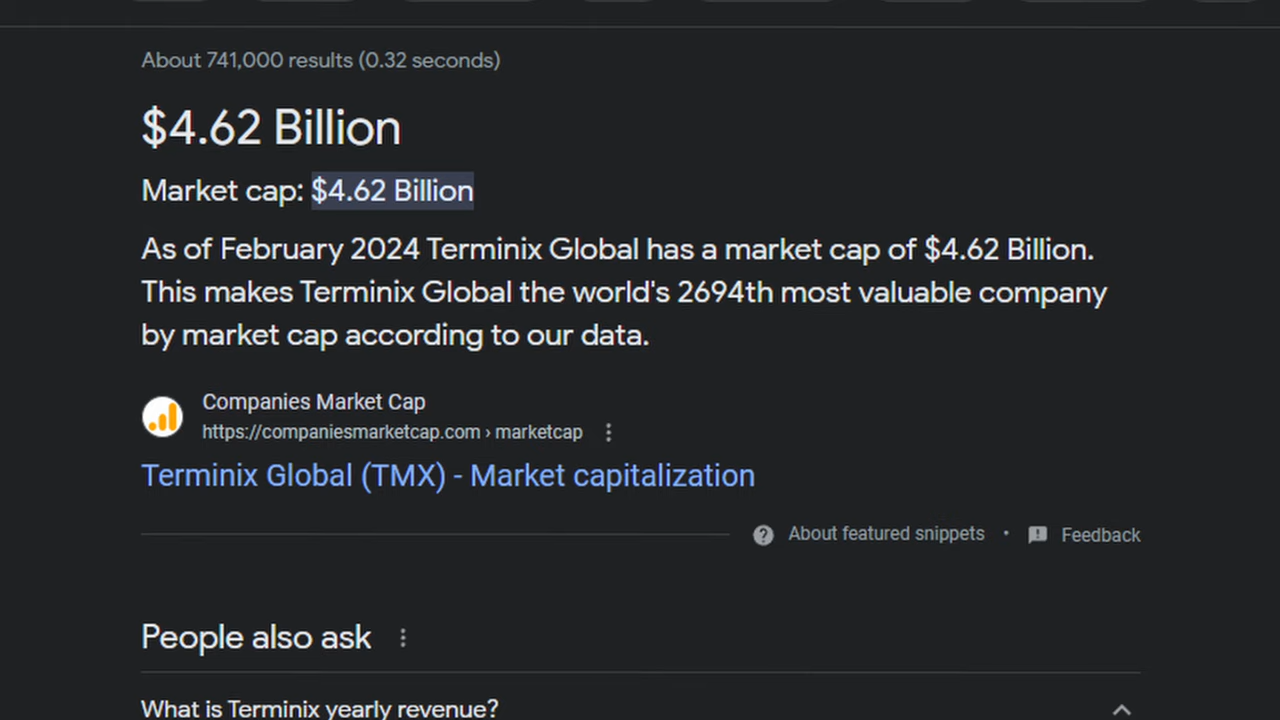 About 741,000 results (0.32 seconds)
$4.62 Billion
Market cap: $4.62 Billion
As of February 2024 Terminix Global has a market cap of $4.62 Billion.
This makes Terminix Global the world's 2694th most valuable company
by market cap according to our data.
Companies Market Cap
https://companiesmarketcap.com › marketcap
Terminix Global (TMX) - Market capitalization
About featured snippets • Feedback
People also ask
What is Terminix yearly revenue?